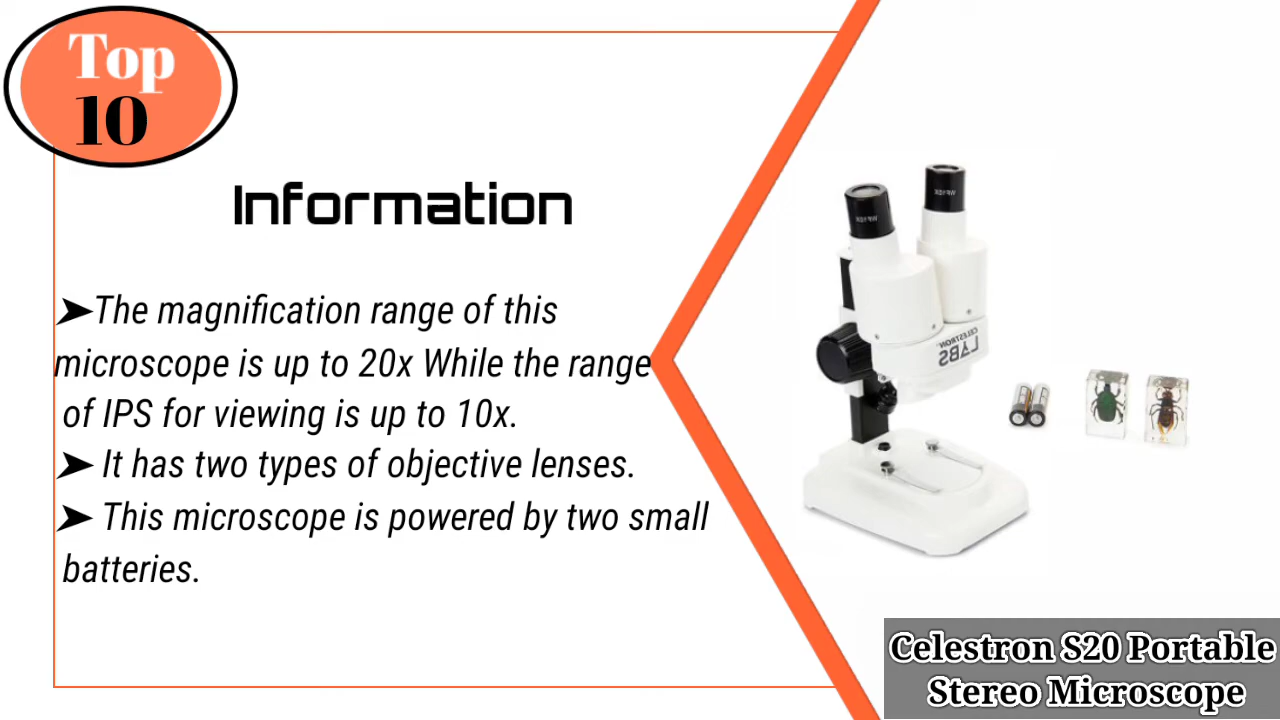 Top
10
Information
➤The magnification range of this
microscope is up to 20x While the range
of IPS for viewing is up to 10x.
➤ It has two types of objective lenses.
➤ This microscope is powered by two small
batteries.
CELESTRON
LABS
Celestron S20 Portable
Stereo Microscope